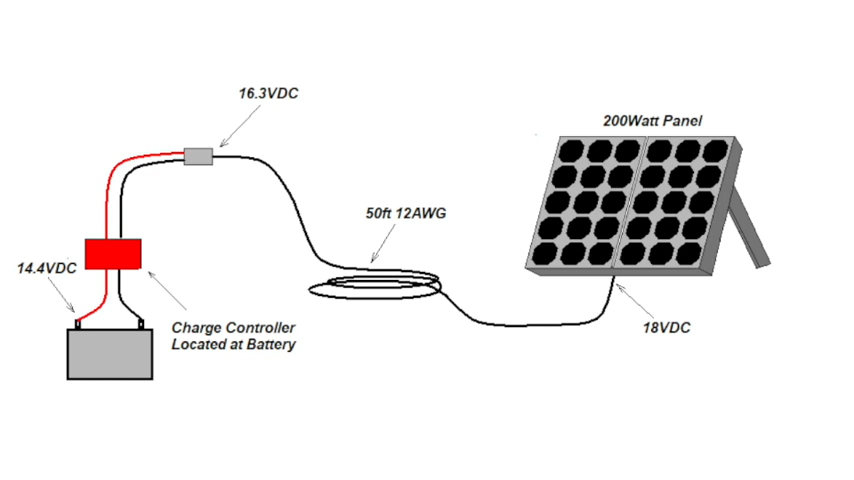 16.3VDC
200Watt Panel
50ft 12AWG
14.4VDC
Charge Controller
Located at Battery
18VDC